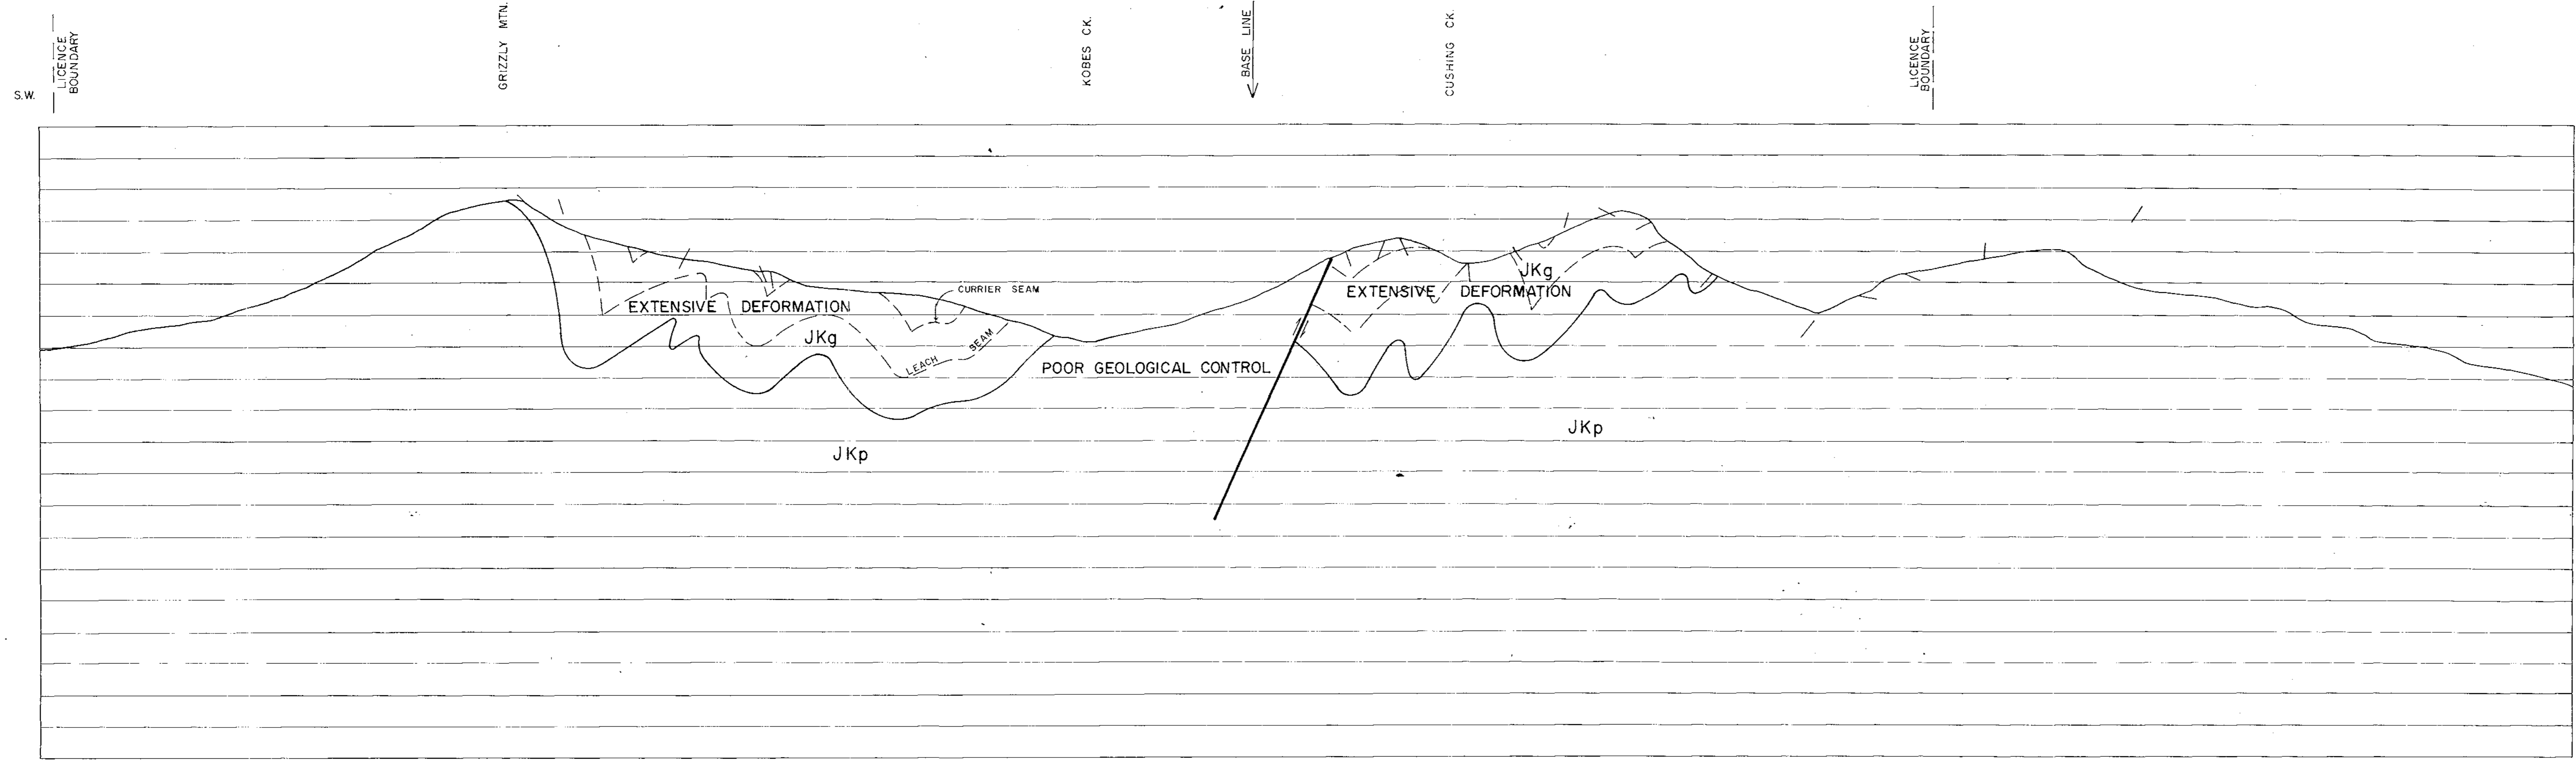 S.W.
LICENCE
BOUNDARY
GRIZZLY MTN.
KOBES CK.
BASE LINE
CUSHING CK.
LICENCE
BOUNDARY
CURRIER SEAM
EXTENSIVE DEFORMATION
JKg
LEACH SEAM
POOR GEOLOGICAL CONTROL
JKp
JKg
EXTENSIVE DEFORMATION
JKp